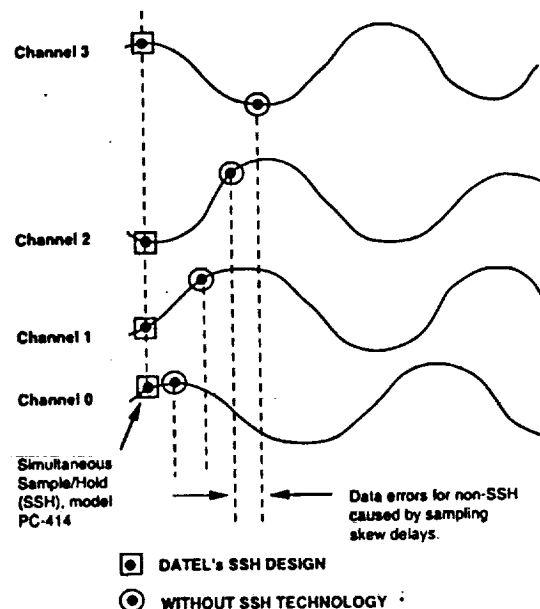 Channel 3
Channel 2
Channel 1
Channel 0
Simultaneous
Sample/Hold
(SSH), model
PC-414
Data errors for non-SSH
caused by sampling
skew delays.
DATEL's SSH DESIGN
WITHOUT SSH TECHNOLOGY